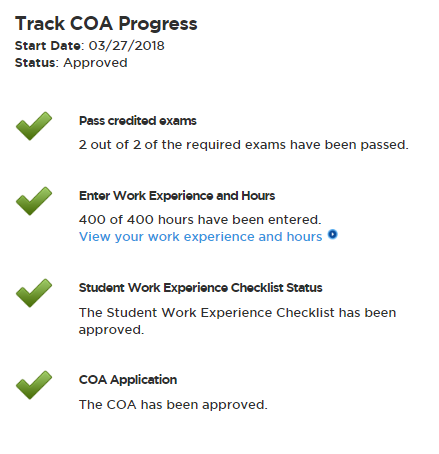 Track COA Progress
Start Date: 03/27/2018
Status: Approved
Pass credited exams
2 out of 2 of the required exams have been passed.
Enter Work Experience and Hours
400 of 400 hours have been entered.
View your work experience and hours
Student Work Experience Checklist Status
The Student Work Experience Checklist has been
approved.
COA Application
The COA has been approved.